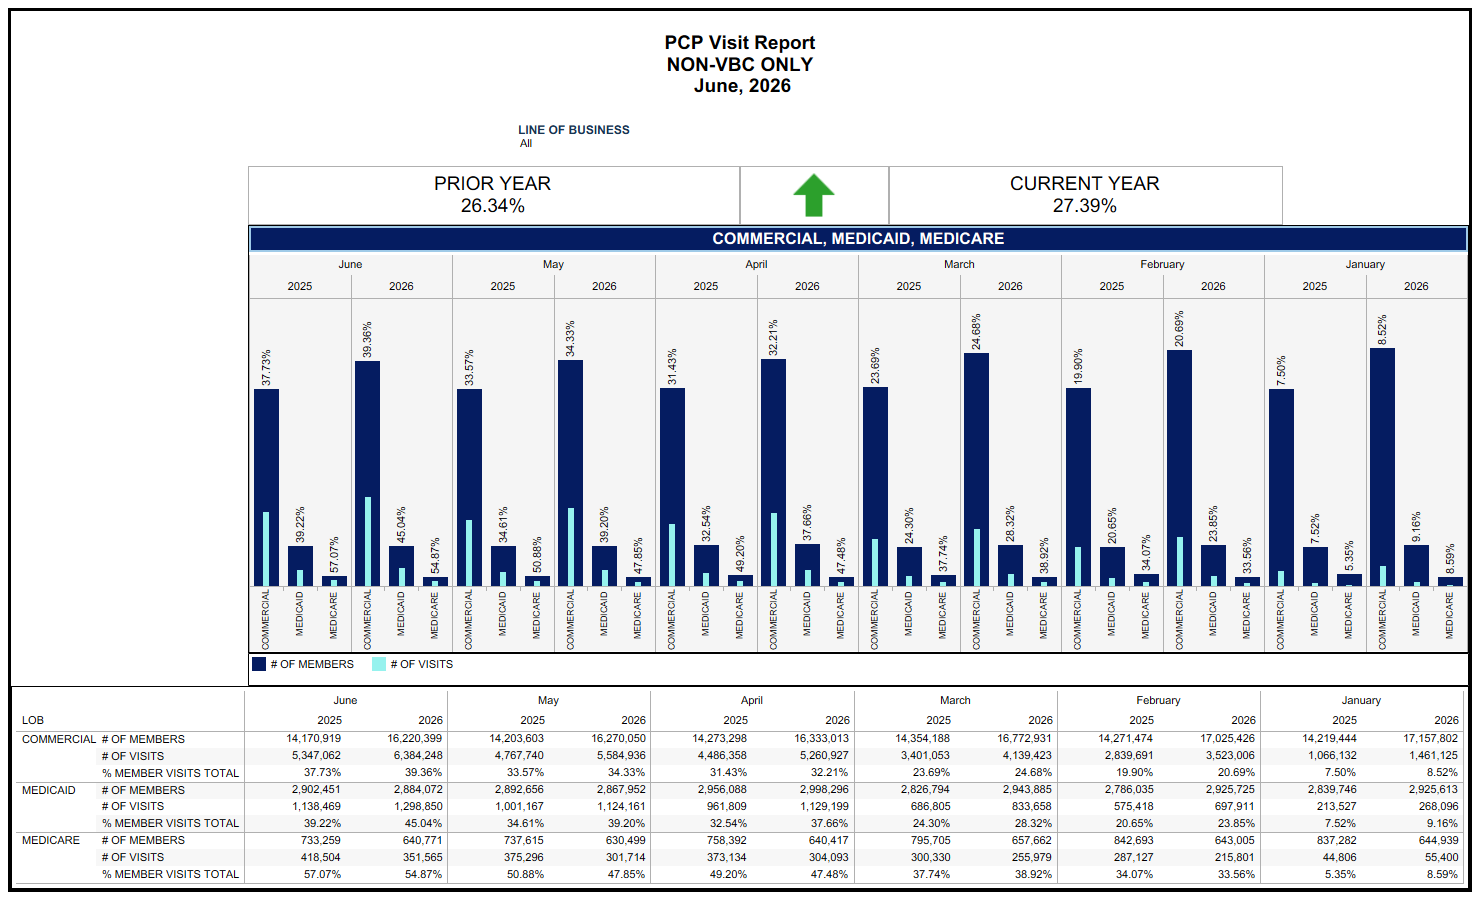 PCP Visit Report
NON-VBC ONLY
June, 2026
LINE OF BUSINESS
All
PRIOR YEAR
26.34%
CURRENT YEAR
27.39%
COMMERCIAL, MEDICAID, MEDICARE
June May April March February January
2025 2026 2025 2026 2025 2026 2025 2026 2025 2026 2025 2026
37.73% 39.22% 57.07% 39.36% 45.04% 54.87% 33.57% 34.61% 50.88% 34.33% 39.20% 47.85% 31.43% 32.54% 49.20% 32.21% 37.66% 47.48% 23.69% 24.30% 37.74% 24.68% 28.32% 38.92% 19.90% 20.65% 34.07% 20.69% 23.85% 33.56% 7.50% 7.52% 5.35% 8.52% 9.16% 8.59%
COMMERCIAL MEDICAID MEDICARE COMMERCIAL MEDICAID MEDICARE COMMERCIAL MEDICAID MEDICARE COMMERCIAL MEDICAID MEDICARE COMMERCIAL MEDICAID MEDICARE COMMERCIAL MEDICAID MEDICARE COMMERCIAL MEDICAID MEDICARE COMMERCIAL MEDICAID MEDICARE COMMERCIAL MEDICAID MEDICARE COMMERCIAL MEDICAID MEDICARE COMMERCIAL MEDICAID MEDICARE COMMERCIAL MEDICAID MEDICARE
# OF MEMBERS # OF VISITS
June May April March February January
LOB 2025 2026 2025 2026 2025 2026 2025 2026 2025 2026 2025 2026
COMMERCIAL # OF MEMBERS 14,170,919 16,220,399 14,203,603 16,270,050 14,273,298 16,333,013 14,354,188 16,772,931 14,271,474 17,025,426 14,219,444 17,157,802
# OF VISITS 5,347,062 6,384,248 4,767,740 5,584,936 4,486,358 5,260,927 3,401,053 4,139,423 2,839,691 3,523,006 1,066,132 1,461,125
% MEMBER VISITS TOTAL 37.73% 39.36% 33.57% 34.33% 31.43% 32.21% 23.69% 24.68% 19.90% 20.69% 7.50% 8.52%
MEDICAID # OF MEMBERS 2,902,451 2,884,072 2,892,656 2,867,952 2,956,088 2,998,296 2,826,794 2,943,885 2,786,035 2,925,725 2,839,746 2,925,613
# OF VISITS 1,138,469 1,298,850 1,001,167 1,124,161 961,809 1,129,199 686,805 833,658 575,418 697,911 213,527 268,096
% MEMBER VISITS TOTAL 39.22% 45.04% 34.61% 39.20% 32.54% 37.66% 24.30% 28.32% 20.65% 23.85% 7.52% 9.16%
MEDICARE # OF MEMBERS 733,259 640,771 737,615 630,499 758,392 640,417 795,705 657,662 842,693 643,005 837,282 644,939
# OF VISITS 418,504 351,565 375,296 301,714 373,134 304,093 300,330 255,979 287,127 215,801 44,806 55,400
% MEMBER VISITS TOTAL 57.07% 54.87% 50.88% 47.85% 49.20% 47.48% 37.74% 38.92% 34.07% 33.56% 5.35% 8.59%